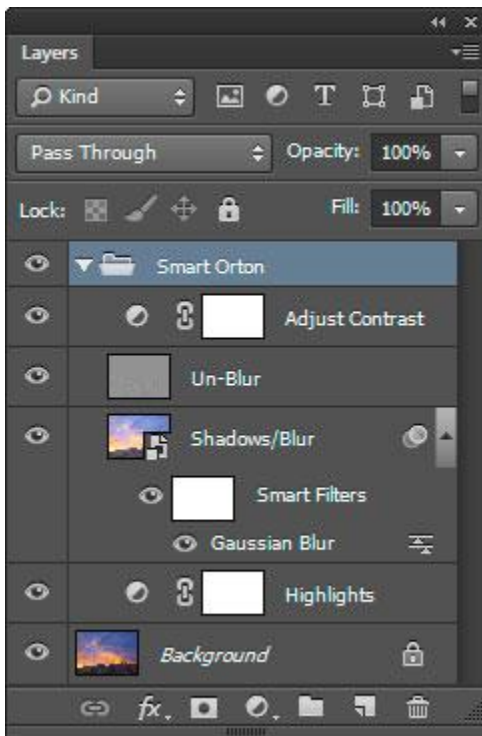 Layers
Kind
Pass Through Opacity: 100%
Lock: Fill: 100%
Smart Orton
Adjust Contrast
Un-Blur
Shadows/Blur
Smart Filters
Gaussian Blur
Highlights
Background
fx.